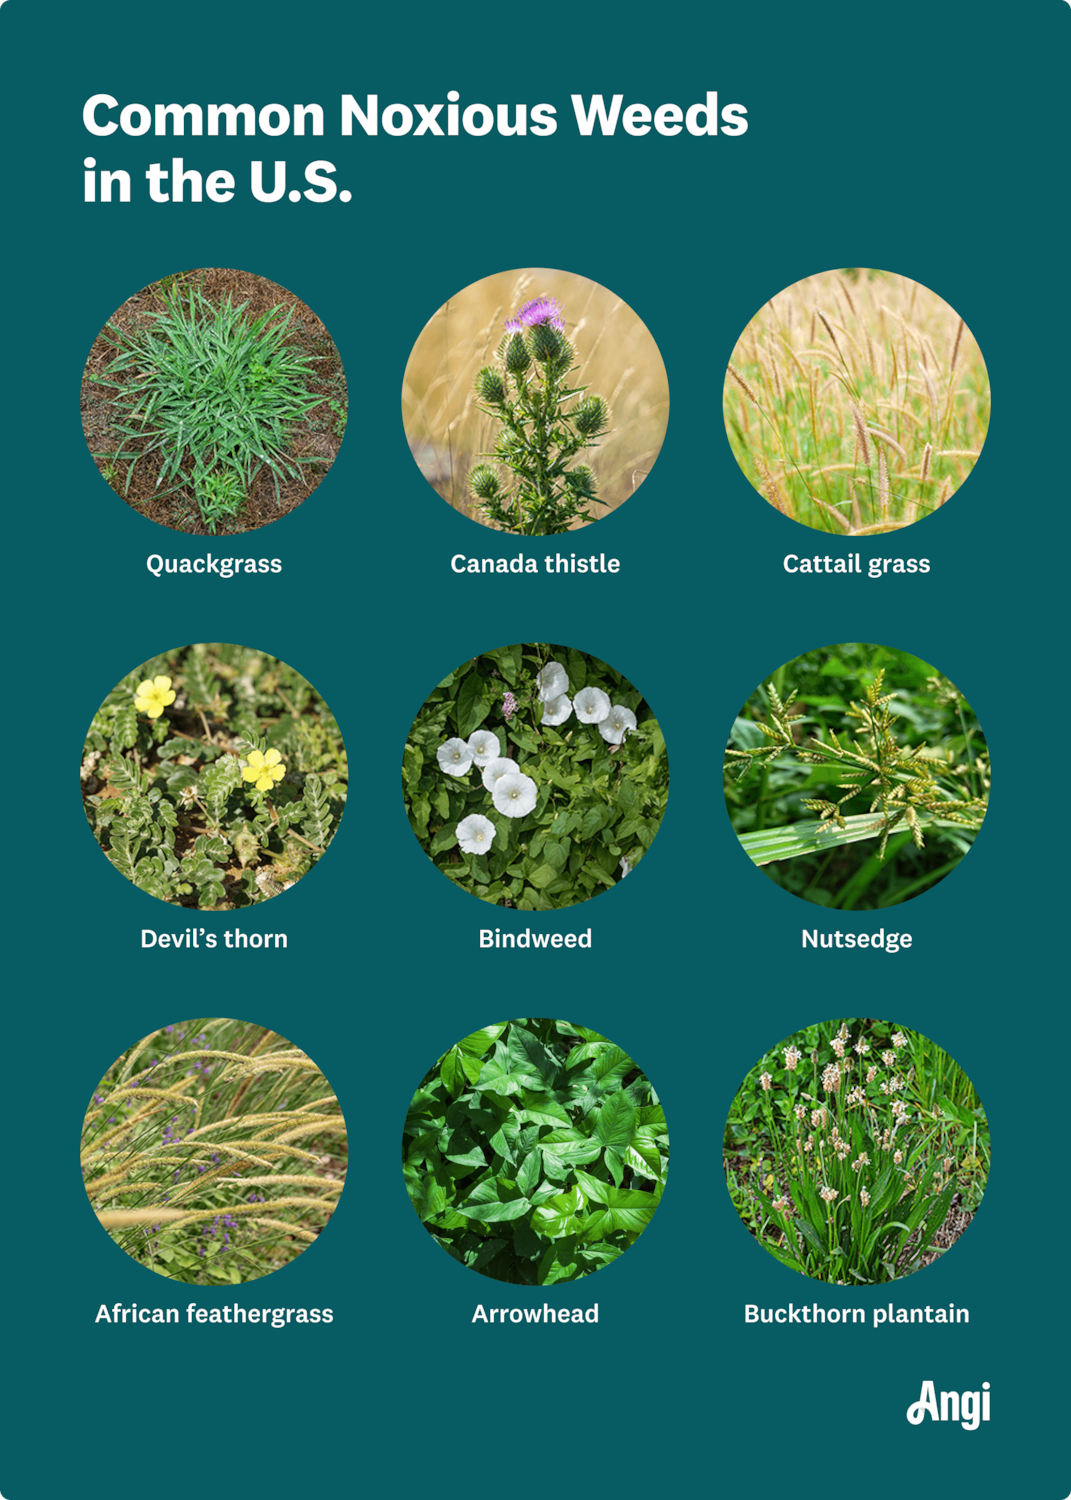 Common Noxious Weeds
in the U.S.
Quackgrass
Canada thistle
Cattail grass
Devil’s thorn
Bindweed
Nutsedge
African feathergrass
Arrowhead
Buckthorn plantain
Angi